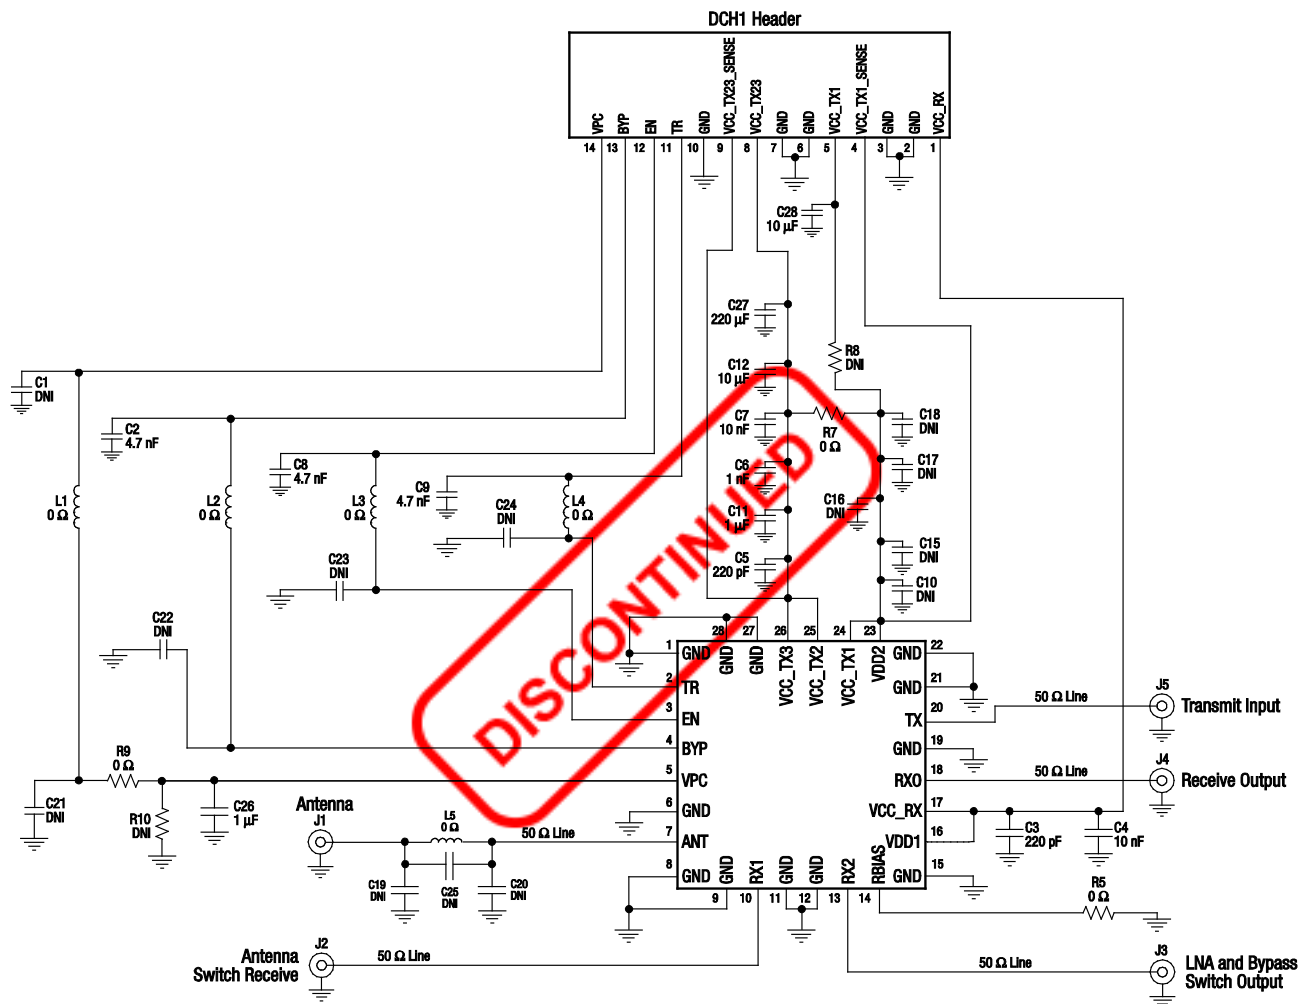 DCH1 Header
VPC
BYP
EN
TR
GND
VCC_TX23_SENSE
VCC_TX23
GND
GND
VCC_TX1
VCC_TX1_SENSE
GND
GND
VCC_RX
14
13
12
11
10
9
8
7
6
5
4
3
2
1
C28
10 µF
C27
220 µF
R8
DNI
C12
10 µF
C1
DNI
C7
10 nF
R7
0 Ω
C18
DNI
C2
4.7 nF
C8
4.7 nF
C6
1 nF
C17
DNI
L1
0 Ω
L2
0 Ω
L3
0 Ω
C9
4.7 nF
C24
DNI
L4
0 Ω
C11
1 µF
C16
DNI
C23
DNI
C5
220 pF
C15
DNI
C10
DNI
C22
DNI
DISCONTINUED
28
27
26
25
24
23
GND
GND
VCC_TX3
VCC_TX2
VCC_TX1
VDD2
1
GND
2
TR
3
EN
4
BYP
5
VPC
6
GND
7
ANT
8
GND
22
GND
21
GND
20
TX
19
GND
18
RX0
17
VCC_RX
16
VDD1
15
GND
GND
RX1
GND
GND
RX2
RBIAS
9
10
11
12
13
14
50 Ω Line
J5
Transmit Input
50 Ω Line
J4
Receive Output
R9
0 Ω
C21
DNI
R10
DNI
C26
1 µF
Antenna
J1
L5
0 Ω
50 Ω Line
C3
220 pF
C4
10 nF
C19
DNI
C25
DNI
C20
DNI
R5
0 Ω
Antenna
Switch Receive
J2
50 Ω Line
50 Ω Line
J3
LNA and Bypass
Switch Output